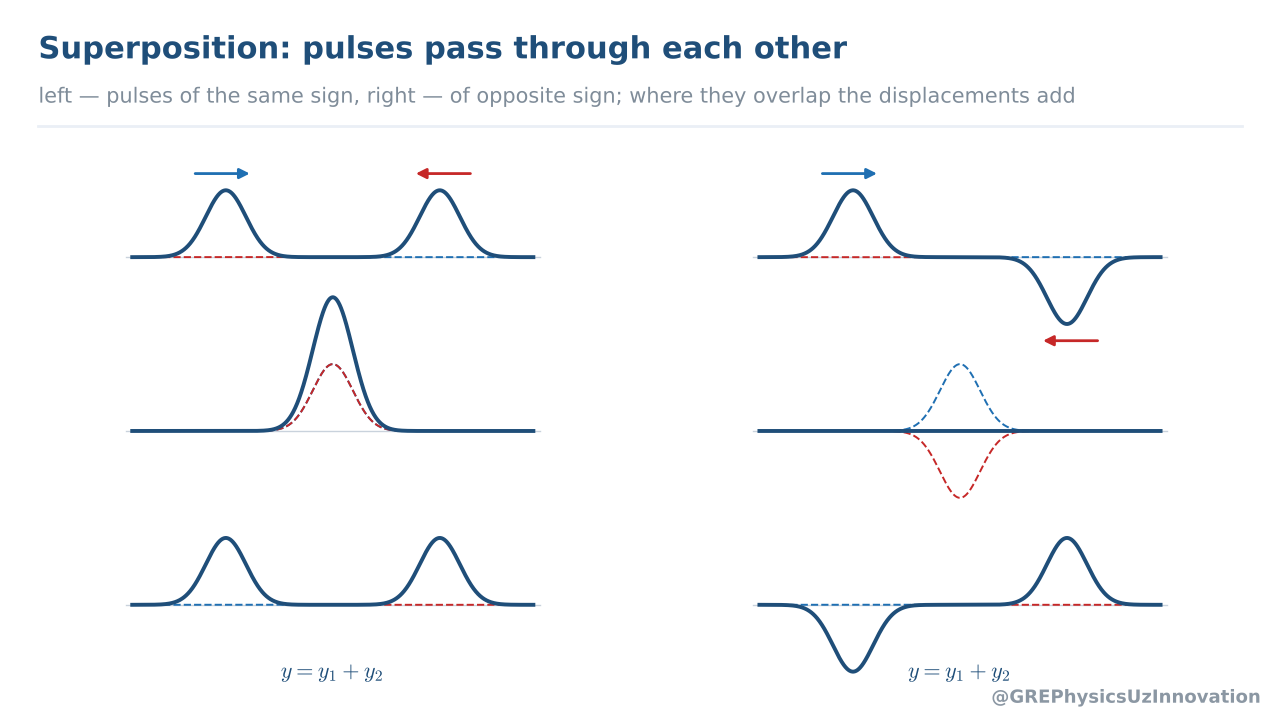 Superposition: pulses pass through each other
left — pulses of the same sign, right — of opposite sign; where they overlap the displacements add
y = y₁ + y₂
y = y₁ + y₂
@GREPhysicsUzInnovation